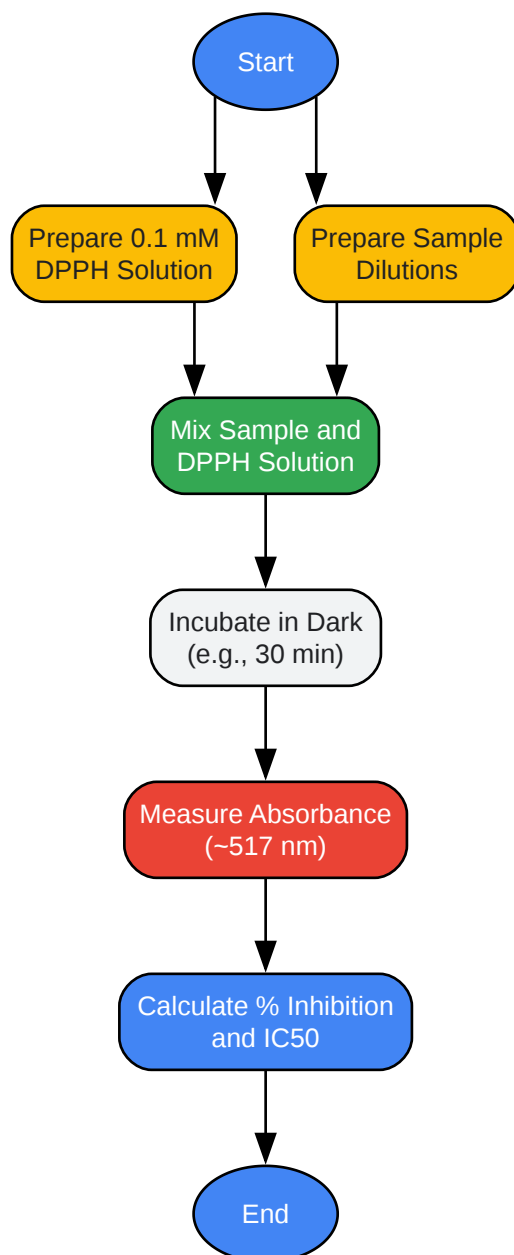 Start
Prepare 0.1 mM
DPPH Solution
Prepare Sample
Dilutions
Mix Sample and
DPPH Solution
Incubate in Dark
(e.g., 30 min)
Measure Absorbance
(~517 nm)
Calculate % Inhibition
and IC50
End